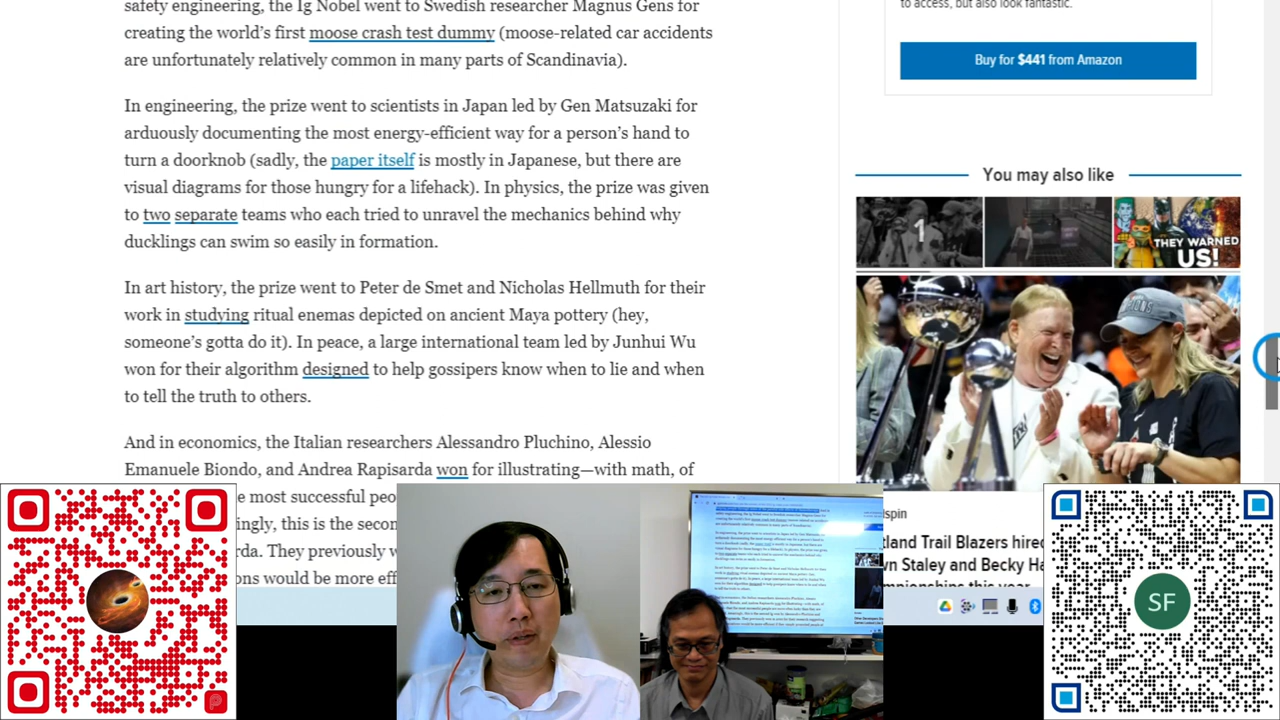 safety engineering, the Ig Nobel went to Swedish researcher Magnus Gens for
creating the world's first moose crash test dummy (moose-related car accidents
are unfortunately relatively common in many parts of Scandinavia).
In engineering, the prize went to scientists in Japan led by Gen Matsuzaki for
arduously documenting the most energy-efficient way for a person's hand to
turn a doorknob (sadly, the paper itself is mostly in Japanese, but there are
visual diagrams for those hungry for a lifehack). In physics, the prize was given
to two separate teams who each tried to unravel the mechanics behind why
ducklings can swim so easily in formation.
In art history, the prize went to Peter de Smet and Nicholas Hellmuth for their
work in studying ritual enemas depicted on ancient Maya pottery (hey,
someone's gotta do it). In peace, a large international team led by Junhui Wu
won for their algorithm designed to help gossipers know when to lie and when
to tell the truth to others.
And in economics, the Italian researchers Alessandro Pluchino, Alessio
Emanuele Biondo, and Andrea Rapisarda won for illustrating—with math, of
e most successful peo
ngly, this is the secon
rda. They previously
ons would be more eff
to access, but also look fantastic.
Buy for $441 from Amazon
You may also like
1
THEY WARNED
US!
spin
tland Trail Blazers hired
wn Staley and Becky Ha
mpionships this year
SF